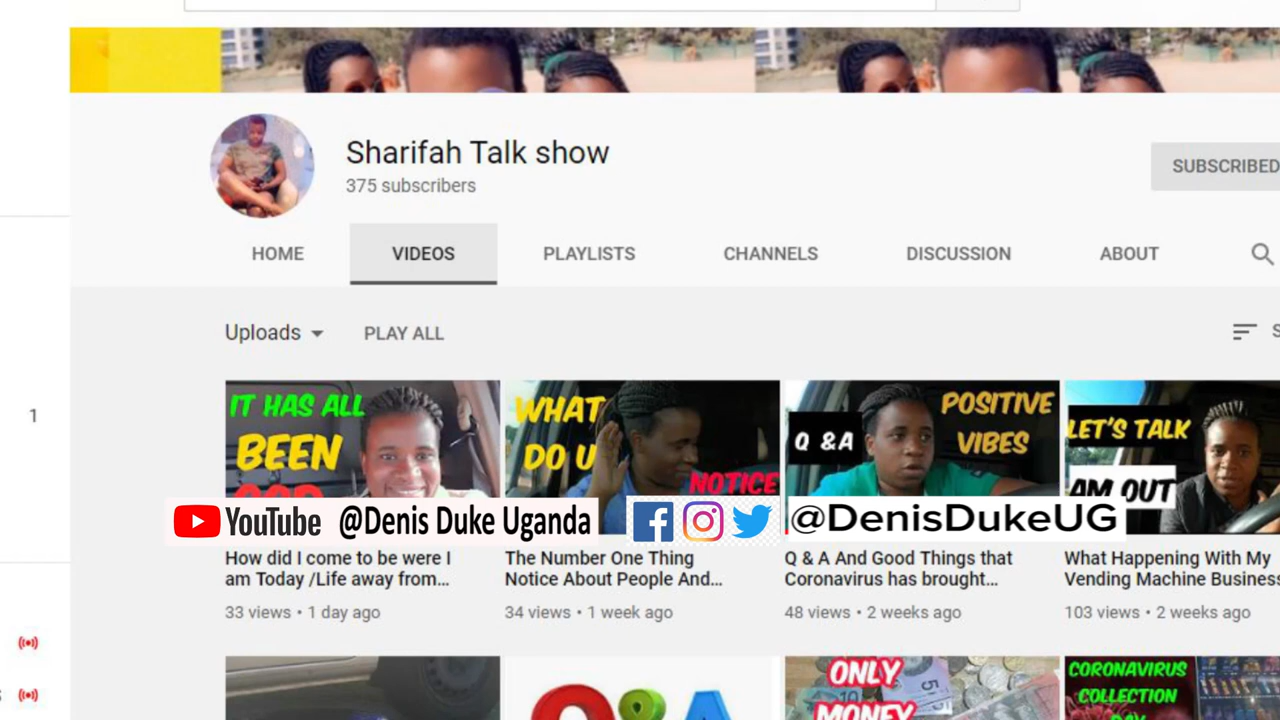 Sharifah Talk show
375 subscribers
SUBSCRIBED
HOME VIDEOS PLAYLISTS CHANNELS DISCUSSION ABOUT
Uploads PLAY ALL S
1
IT HAS ALL
BEEN
GOD
WHAT
DO U
NOTICE
Q &A
POSITIVE
VIBES
LET'S TALK
AM OUT
YouTube @Denis Duke Uganda
@DenisDukeUG
How did I come to be were I
am Today /Life away from...
33 views • 1 day ago
The Number One Thing
Notice About People And...
34 views • 1 week ago
Q & A And Good Things that
Coronavirus has brought...
48 views • 2 weeks ago
What Happening With My
Vending Machine Business
103 views • 2 weeks ago
S
Q&A
ONLY
MONEY
CORONAVIRUS
COLLECTION
DAY